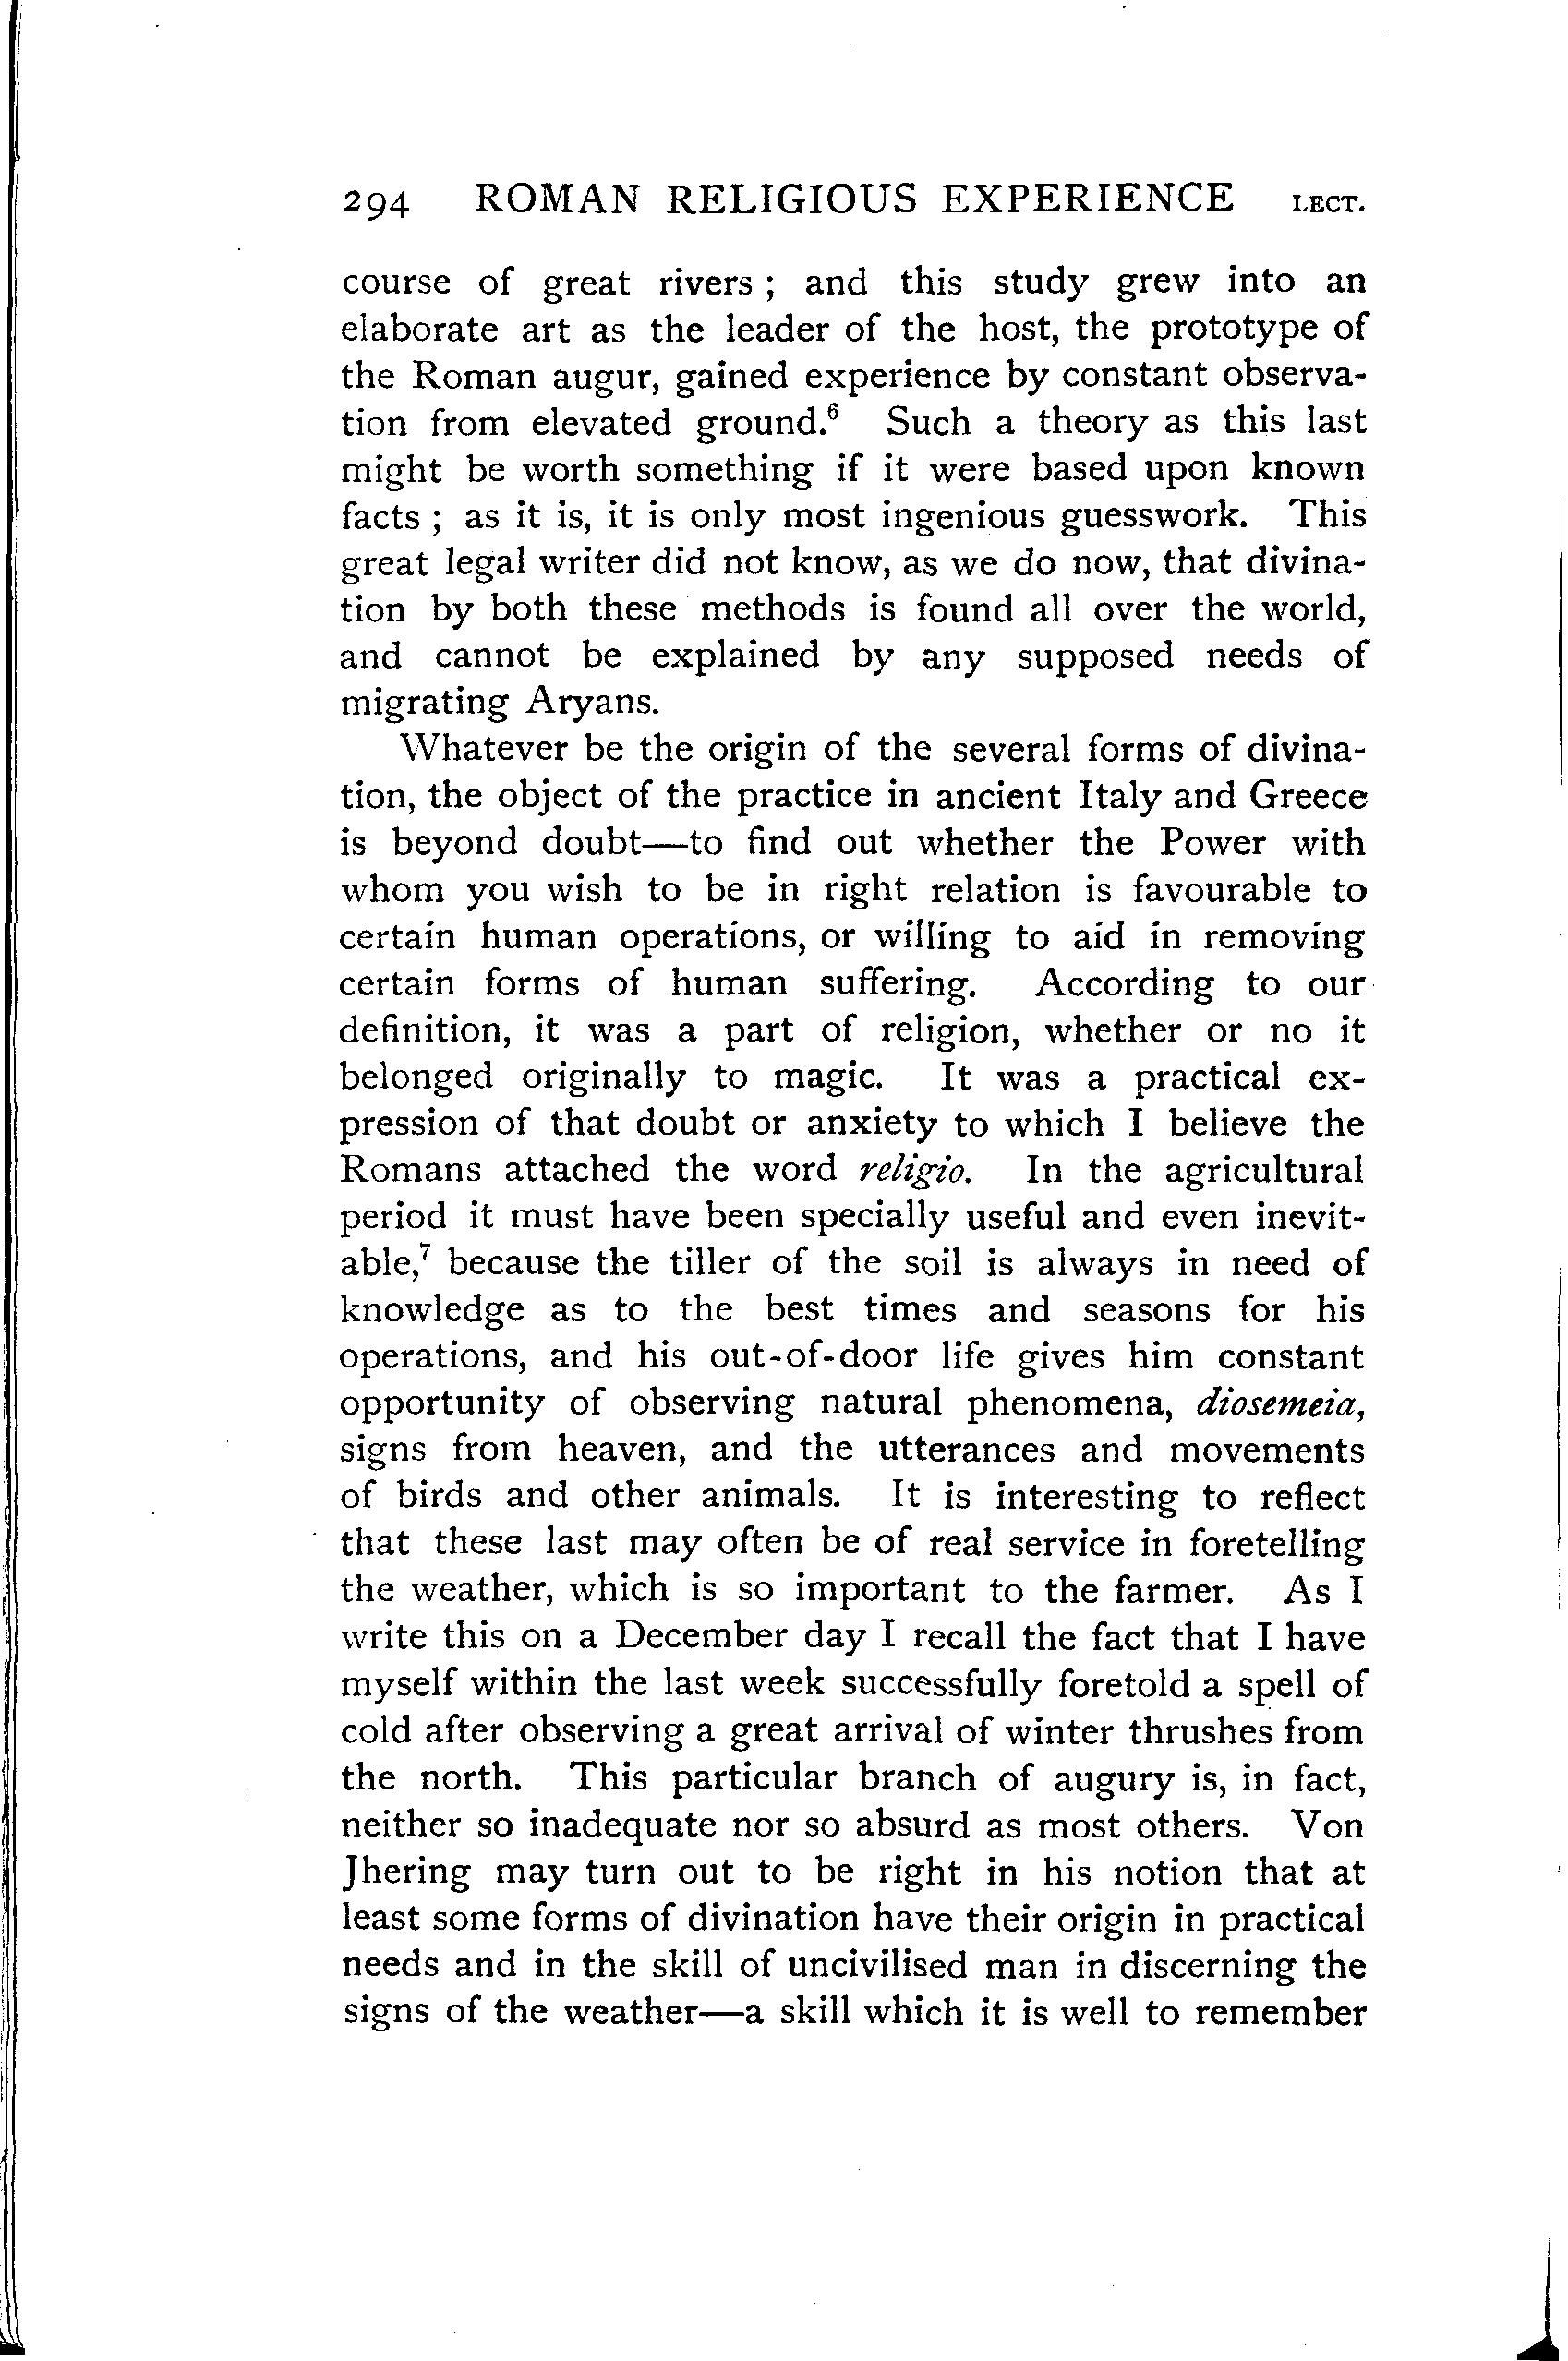 294 ROMAN RELIGIOUS EXPERIENCE LECT.
course of great rivers ; and this study grew into an
elaborate art as the leader of the host, the prototype of
the Roman augur, gained experience by constant observa-
tion from elevated ground.⁶ Such a theory as this last
might be worth something if it were based upon known
facts ; as it is, it is only most ingenious guesswork. This
great legal writer did not know, as we do now, that divina-
tion by both these methods is found all over the world,
and cannot be explained by any supposed needs of
migrating Aryans.
Whatever be the origin of the several forms of divina-
tion, the object of the practice in ancient Italy and Greece
is beyond doubt—to find out whether the Power with
whom you wish to be in right relation is favourable to
certain human operations, or willing to aid in removing
certain forms of human suffering. According to our
definition, it was a part of religion, whether or no it
belonged originally to magic. It was a practical ex-
pression of that doubt or anxiety to which I believe the
Romans attached the word religio. In the agricultural
period it must have been specially useful and even inevit-
able,⁷ because the tiller of the soil is always in need of
knowledge as to the best times and seasons for his
operations, and his out-of-door life gives him constant
opportunity of observing natural phenomena, diosemeia,
signs from heaven, and the utterances and movements
of birds and other animals. It is interesting to reflect
that these last may often be of real service in foretelling
the weather, which is so important to the farmer. As I
write this on a December day I recall the fact that I have
myself within the last week successfully foretold a spell of
cold after observing a great arrival of winter thrushes from
the north. This particular branch of augury is, in fact,
neither so inadequate nor so absurd as most others. Von
Jhering may turn out to be right in his notion that at
least some forms of divination have their origin in practical
needs and in the skill of uncivilised man in discerning the
signs of the weather—a skill which it is well to remember